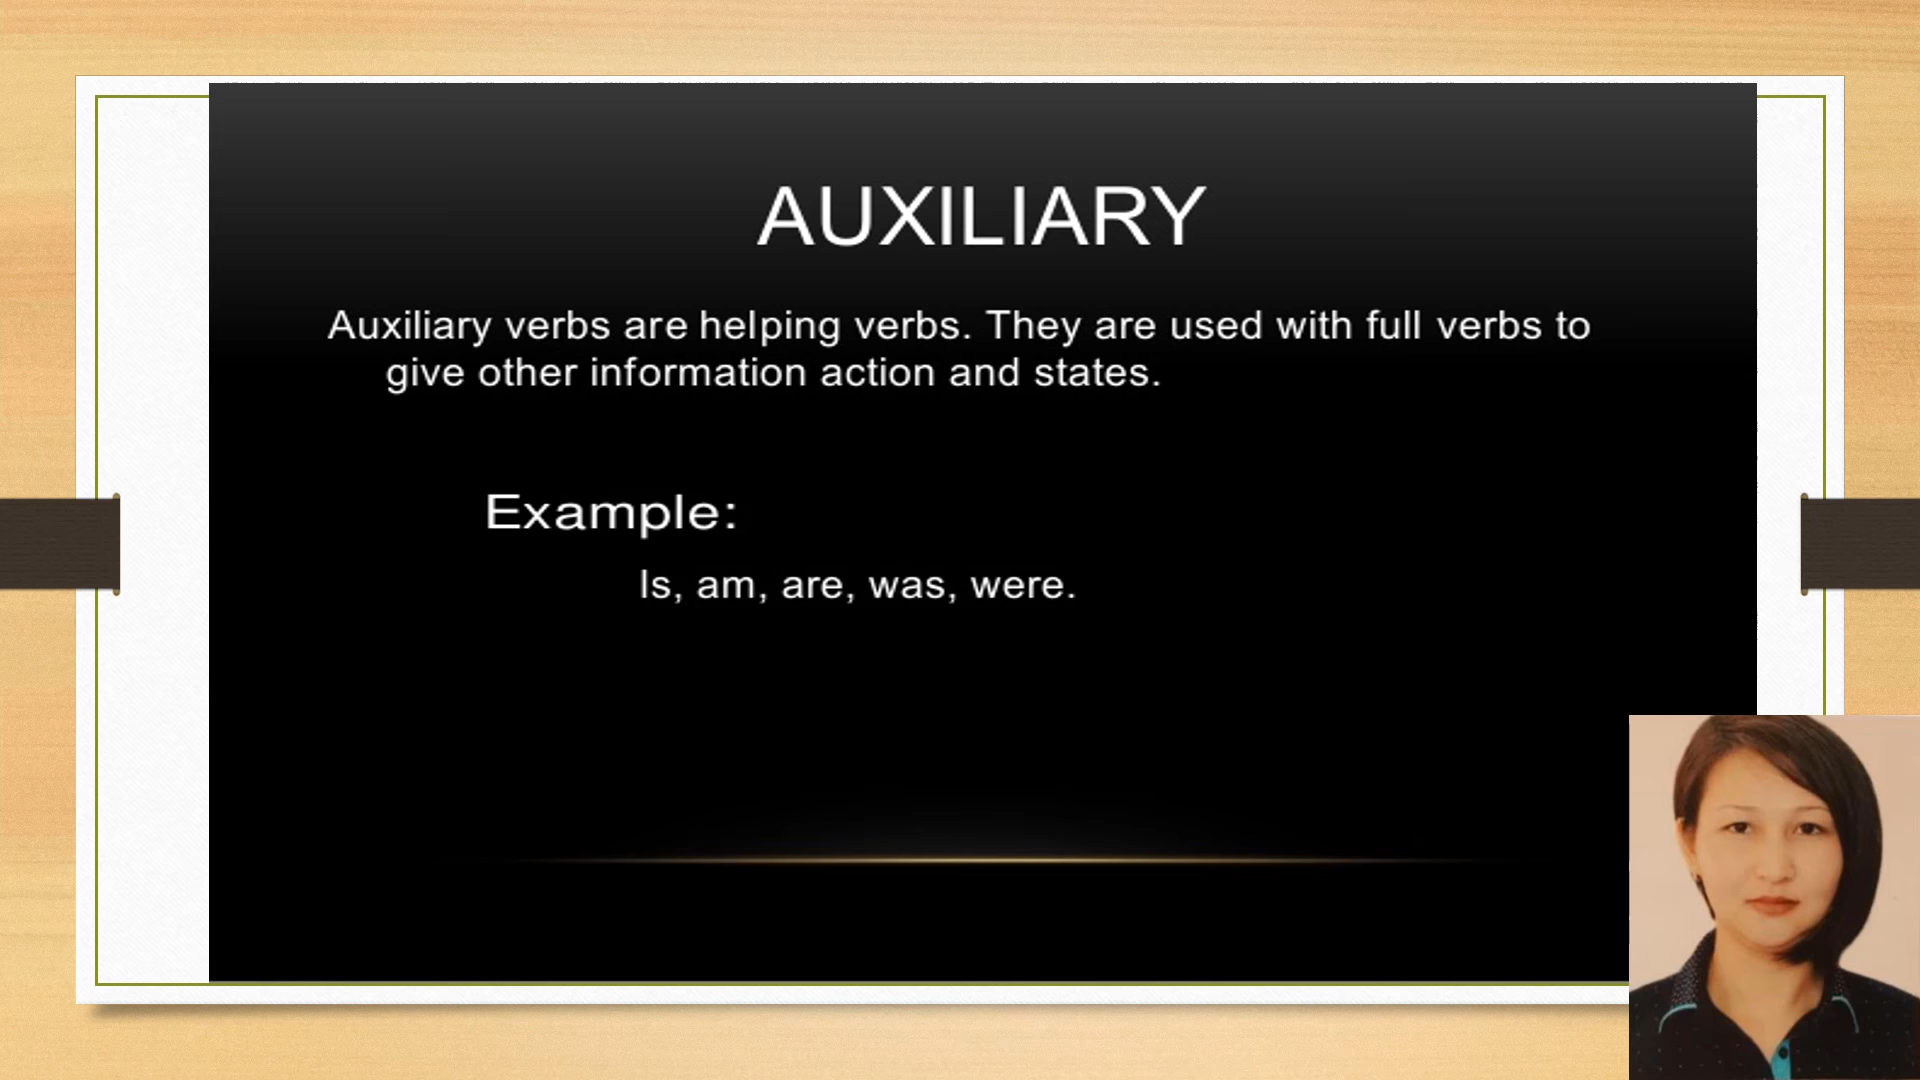 AUXILIARY
Auxiliary verbs are helping verbs. They are used with full verbs to
give other information action and states.
Example:
Is, am, are, was, were.